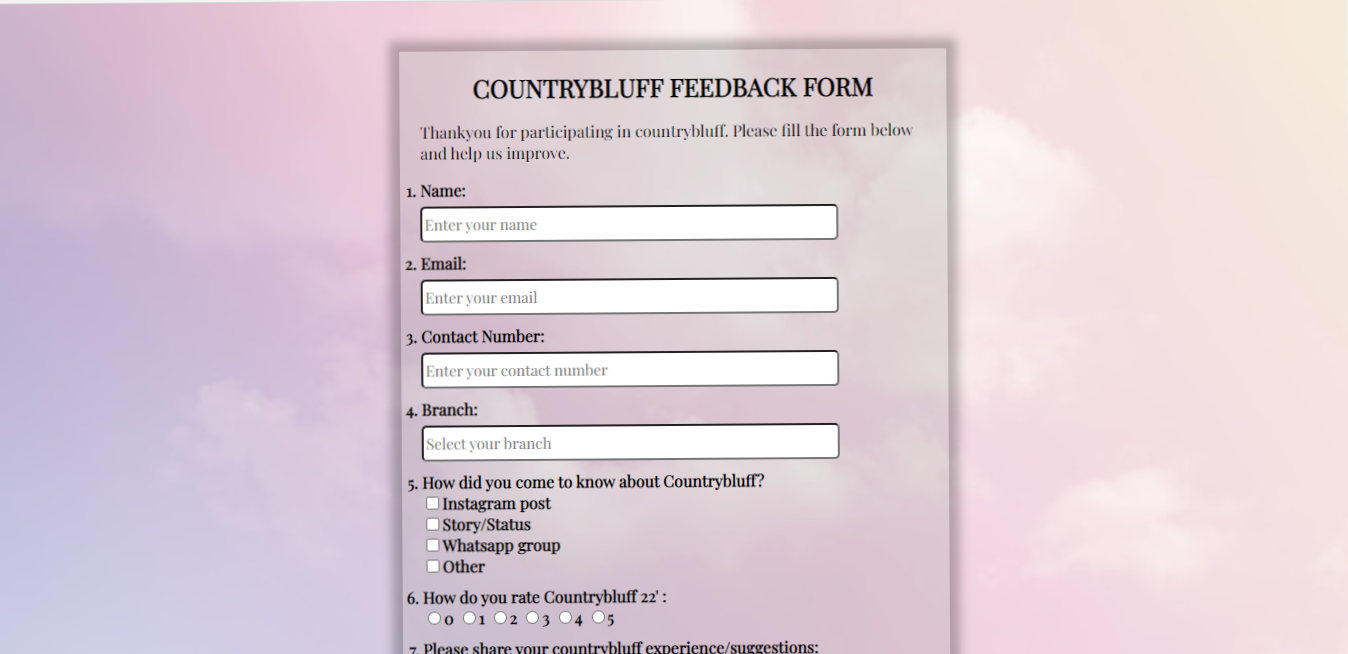 COUNTRYBLUFF FEEDBACK FORM
Thankyou for participating in countrybluff. Please fill the form below
and help us improve.
1. Name:
Enter your name
2. Email:
Enter your email
3. Contact Number:
Enter your contact number
4. Branch:
Select your branch
5. How did you come to know about Countrybluff?
Instagram post
Story/Status
Whatsapp group
Other
6. How do you rate Countrybluff 22' :
0 1 2 3 4 5
7. Please share your countrybluff experience/suggestions: